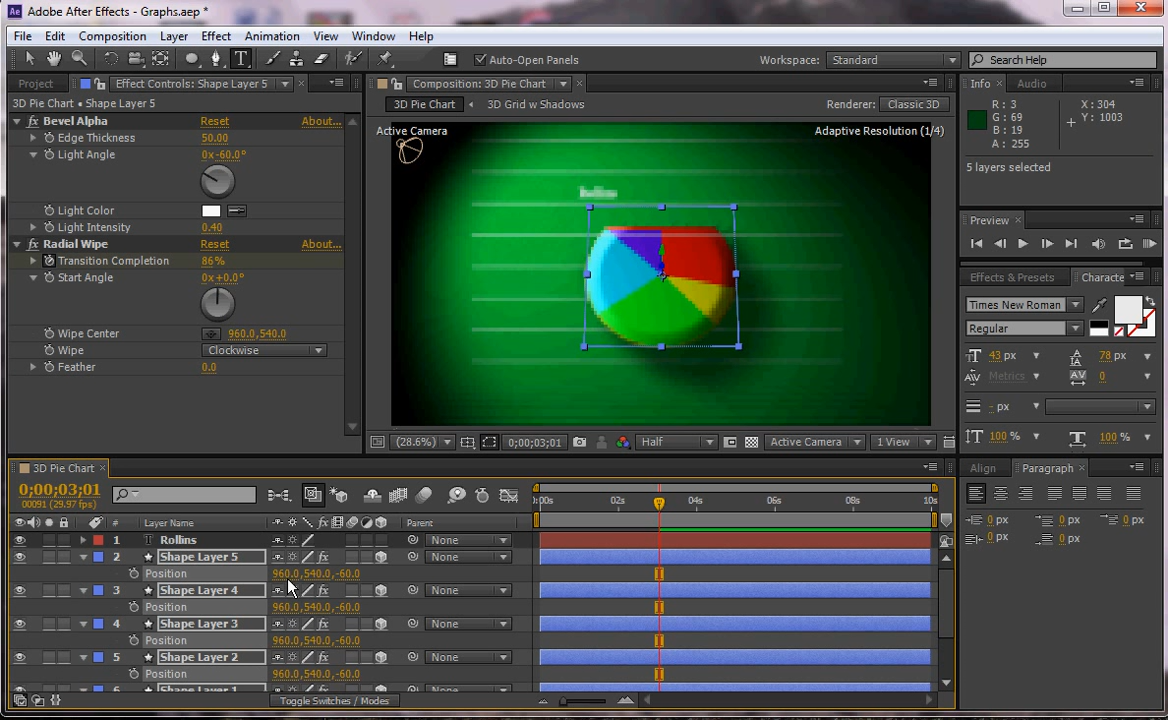 Adobe After Effects - Graphs.aep *
File Edit Composition Layer Effect Animation View Window Help
Auto-Open Panels
Workspace: Standard
Search Help
Project
Effect Controls: Shape Layer 5
3D Pie Chart • Shape Layer 5
fx Bevel Alpha Reset About...
Edge Thickness 50.00
Light Angle 0x-60.0°
Light Color
Light Intensity 0.40
fx Radial Wipe Reset About...
Transition Completion 86%
Start Angle 0x+0.0°
Wipe Center 960.0,540.0
Wipe Clockwise
Feather 0.0
Composition: 3D Pie Chart
3D Pie Chart 3D Grid w Shadows
Renderer: Classic 3D
Active Camera
Adaptive Resolution (1/4)
Rollins
(28.6%) 0;00;03;01 Half Active Camera 1 View
Info Audio
R : 3
G : 69
B : 19
A : 255
X : 304
Y : 1003
5 layers selected
Preview
Effects & Presets Characte
Times New Roman
Regular
43 px 78 px
Metrics 0
- px
100 % 100 %
Align Paragraph
0 px 0 px 0 px
0 px 0 px
3D Pie Chart
0;00;03;01
00091 (29.97 fps)
:00s 02s 04s 06s 08s 10s
# Layer Name fx Parent
1 T Rollins None
2 Shape Layer 5 fx None
Position 960.0,540.0,-60.0
3 Shape Layer 4 fx None
Position 960.0,540.0,-60.0
4 Shape Layer 3 fx None
Position 960.0,540.0,-60.0
5 Shape Layer 2 fx None
Position 960.0,540.0,-60.0
6 Shape Layer 1 None
Toggle Switches / Modes